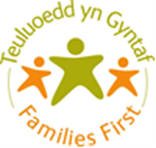 Teuluoedd yn Gyntaf
Families First